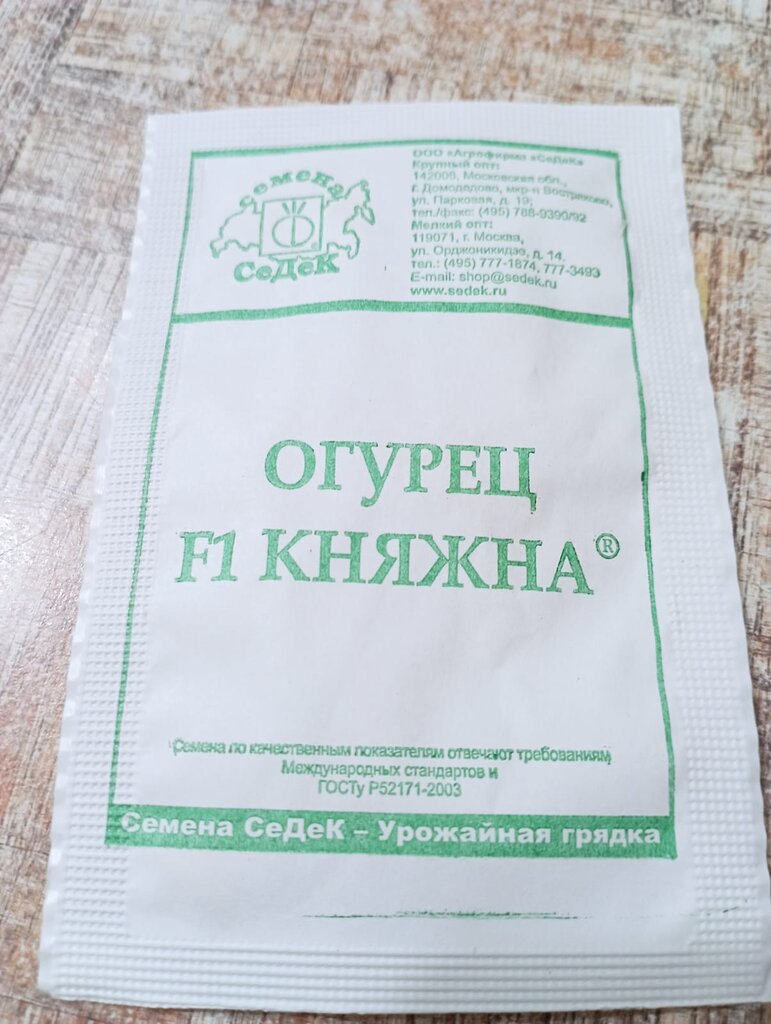 семена
СеДеК
ООО «Агрофирма «СеДеК»
Крупный опт:
142006, Московская обл.,
г. Домодедово, мкр-н Востряково,
ул. Парковая, д. 19;
тел./факс: (495) 788-9390/92
Мелкий опт:
119071, г. Москва,
ул. Орджоникидзе, д. 14.
тел.: (495) 777-1874, 777-3493
E-mail: shop@sedek.ru
www.sedek.ru
ОГУРЕЦ
F1 КНЯЖНА®
Семена по качественным показателям отвечают требованиям
Международных стандартов и
ГОСТу Р52171-2003
Семена СеДеК – Урожайная грядка